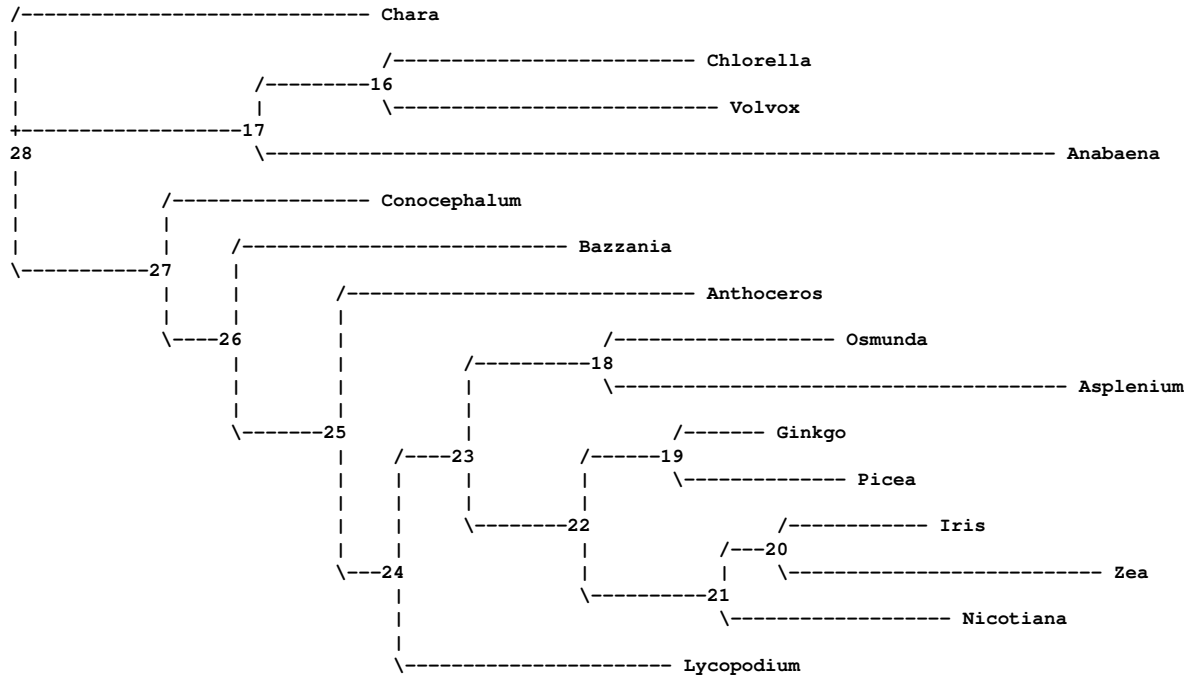 Chara
Chlorella
16
Volvox
17
28
Anabaena
Conocephalum
Bazzania
27
Anthoceros
26
Osmunda
18
Asplenium
25
Ginkgo
23
19
Picea
22
Iris
20
24
Zea
21
Nicotiana
Lycopodium